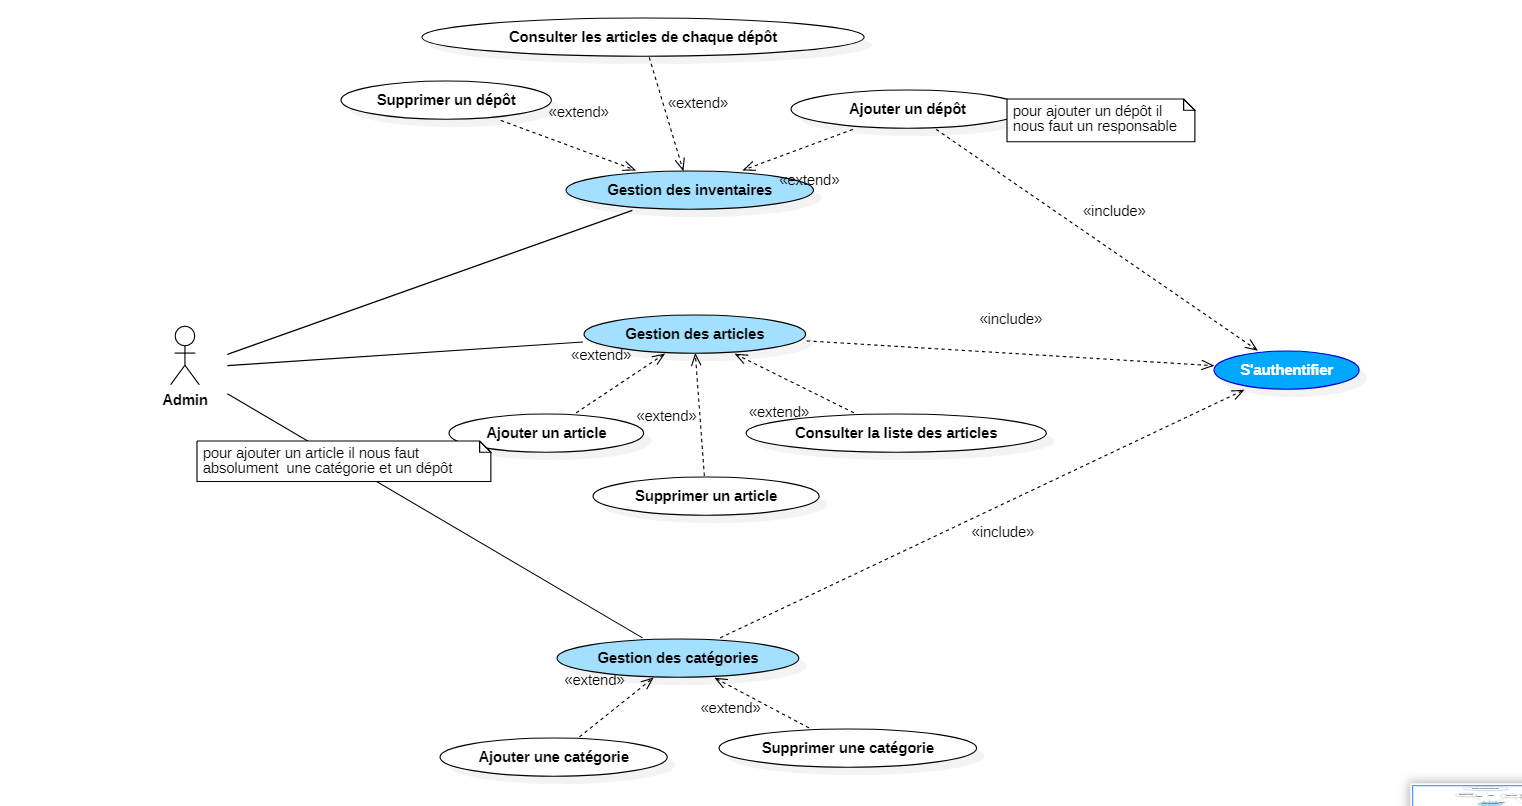 Consulter les articles de chaque dépôt
Supprimer un dépôt
«extend»
«extend»
Ajouter un dépôt
pour ajouter un dépôt il
nous faut un responsable
Gestion des inventaires
«extend»
«include»
Gestion des articles
«include»
«extend»
S'authentifier
Admin
«extend»
«extend»
Ajouter un article
Consulter la liste des articles
pour ajouter un article il nous faut
absolument  une catégorie et un dépôt
Supprimer un article
«include»
Gestion des catégories
«extend»
«extend»
Ajouter une catégorie
Supprimer une catégorie